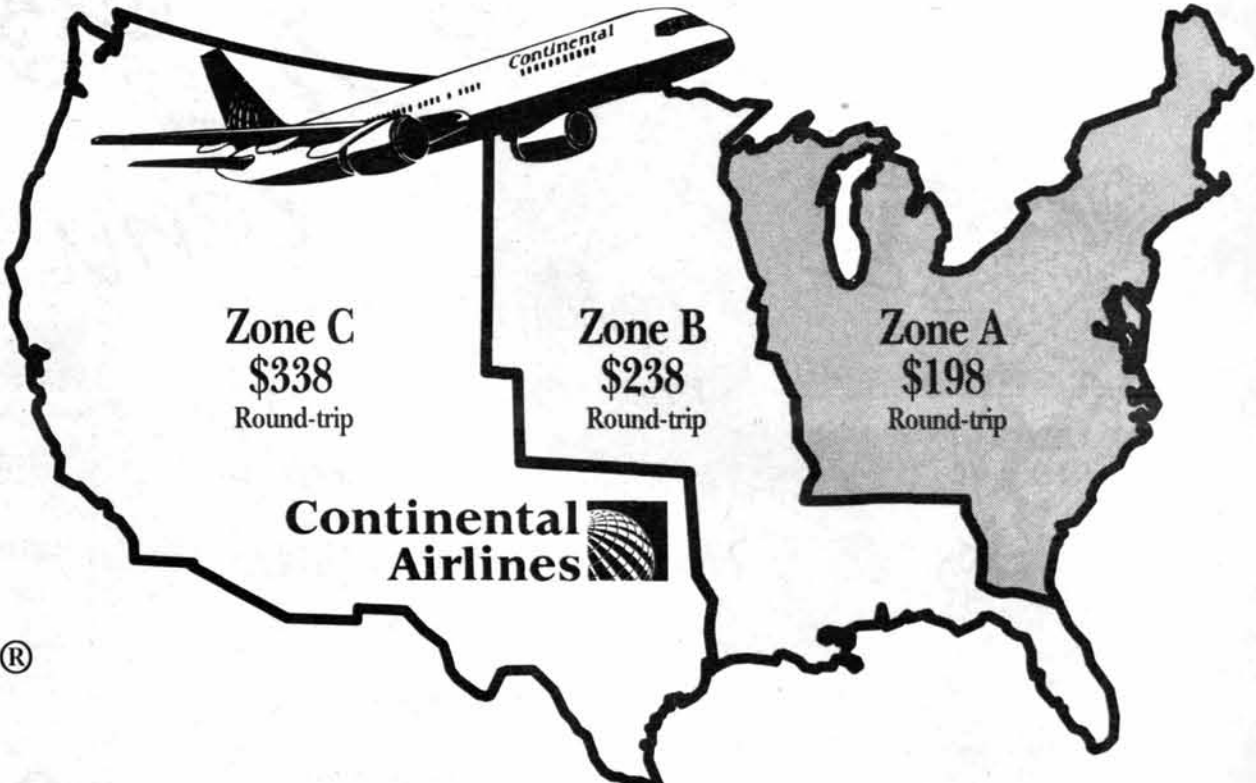 Continental
Zone C
$338
Round-trip
Zone B
$238
Round-trip
Zone A
$198
Round-trip
Continental
Airlines
®